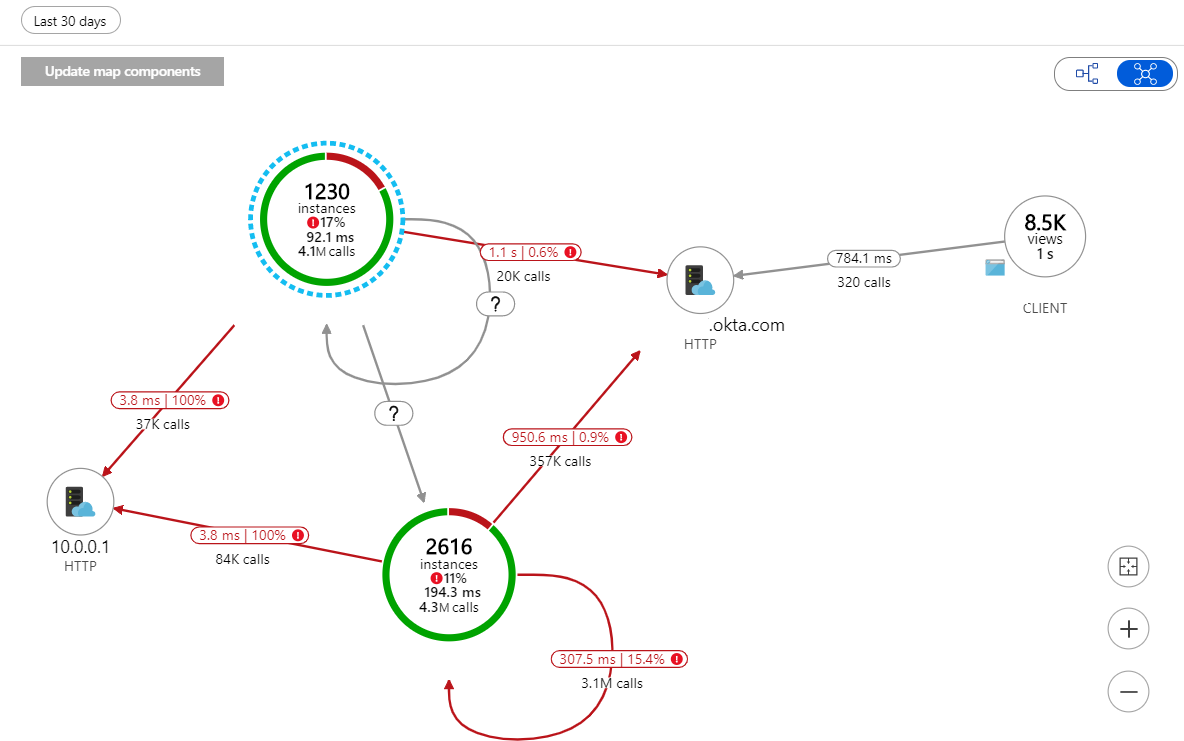 Last 30 days
Update map components
1230
instances
17%
92.1 ms
4.1M calls
1.1 s | 0.6%
20K calls
?
8.5K
views
1 s
784.1 ms
320 calls
CLIENT
.okta.com
HTTP
3.8 ms | 100%
37K calls
?
950.6 ms | 0.9%
357K calls
10.0.0.1
HTTP
3.8 ms | 100%
84K calls
2616
instances
11%
194.3 ms
4.3M calls
307.5 ms | 15.4%
3.1M calls